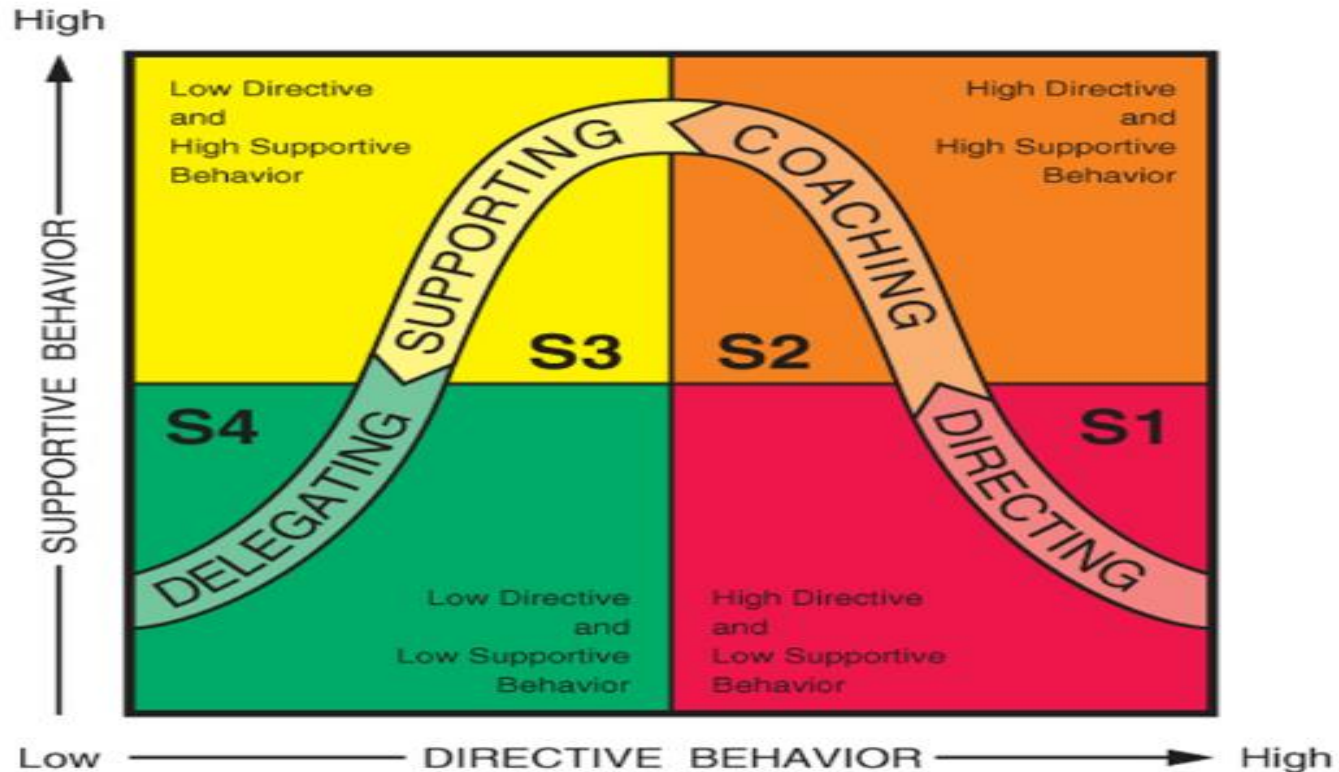 High
Low Directive
and
High Supportive
Behavior
High Directive
and
High Supportive
Behavior
SUPPORTING
COACHING
S3
S2
SUPPORTIVE BEHAVIOR
S4
S1
DELEGATING
DIRECTING
Low Directive
and
Low Supportive
Behavior
High Directive
and
Low Supportive
Behavior
Low
DIRECTIVE BEHAVIOR
High